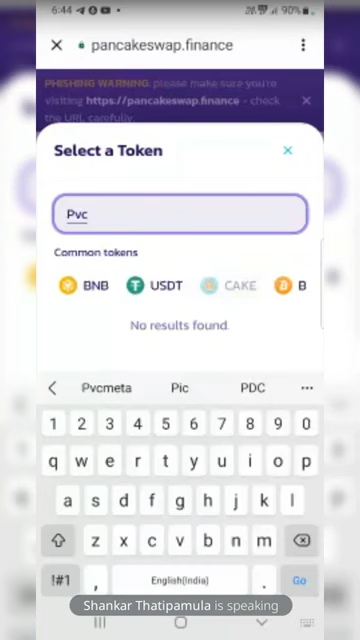 6:44
90%
pancakeswap.finance
PHISHING WARNING: please make sure you're
visiting https://pancakeswap.finance - check
the URL carefully.
Select a Token
Pvc
Common tokens
BNB USDT CAKE B
No results found.
Pvcmeta Pic PDC
1 2 3 4 5 6 7 8 9 0
q w e r t y u i o p
a s d f g h j k l
z x c v b n m
!#1 , English(India) . Go
Shankar Thatipamula is speaking